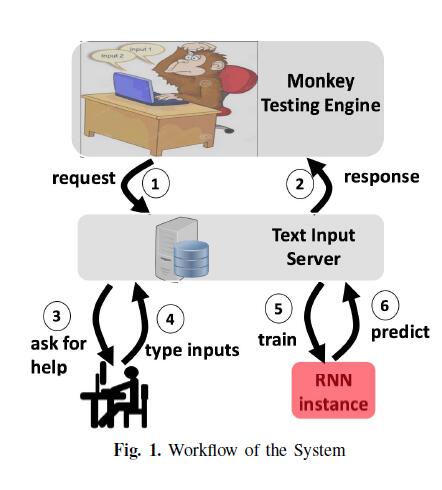 Input 2
Input 1
Monkey
Testing Engine
request
1
2
response
Text Input
Server
3
ask for
help
4
type inputs
5
train
6
predict
RNN
instance
Fig. 1. Workflow of the System